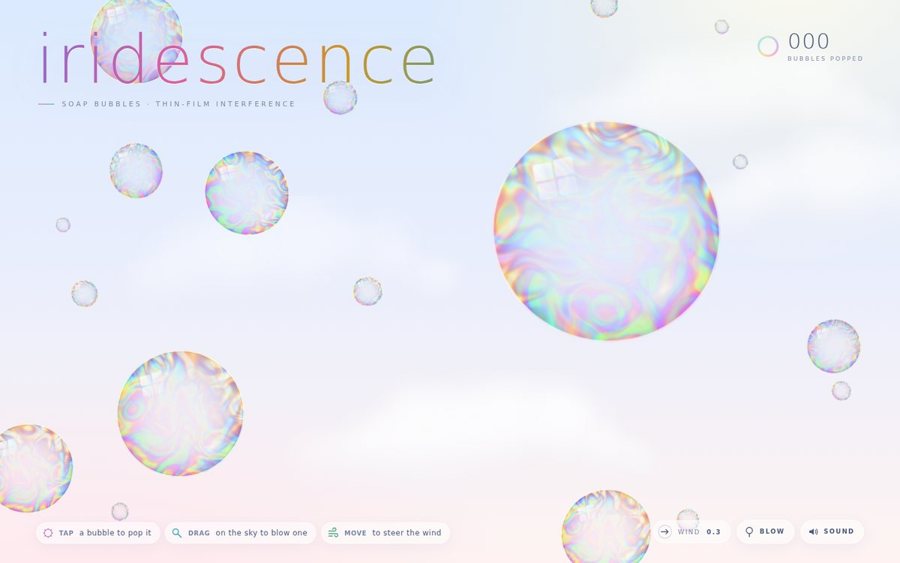 iridescence
SOAP BUBBLES · THIN-FILM INTERFERENCE
000
BUBBLES POPPED
TAP a bubble to pop it
DRAG on the sky to blow one
MOVE to steer the wind
WIND 0.3
BLOW
SOUND